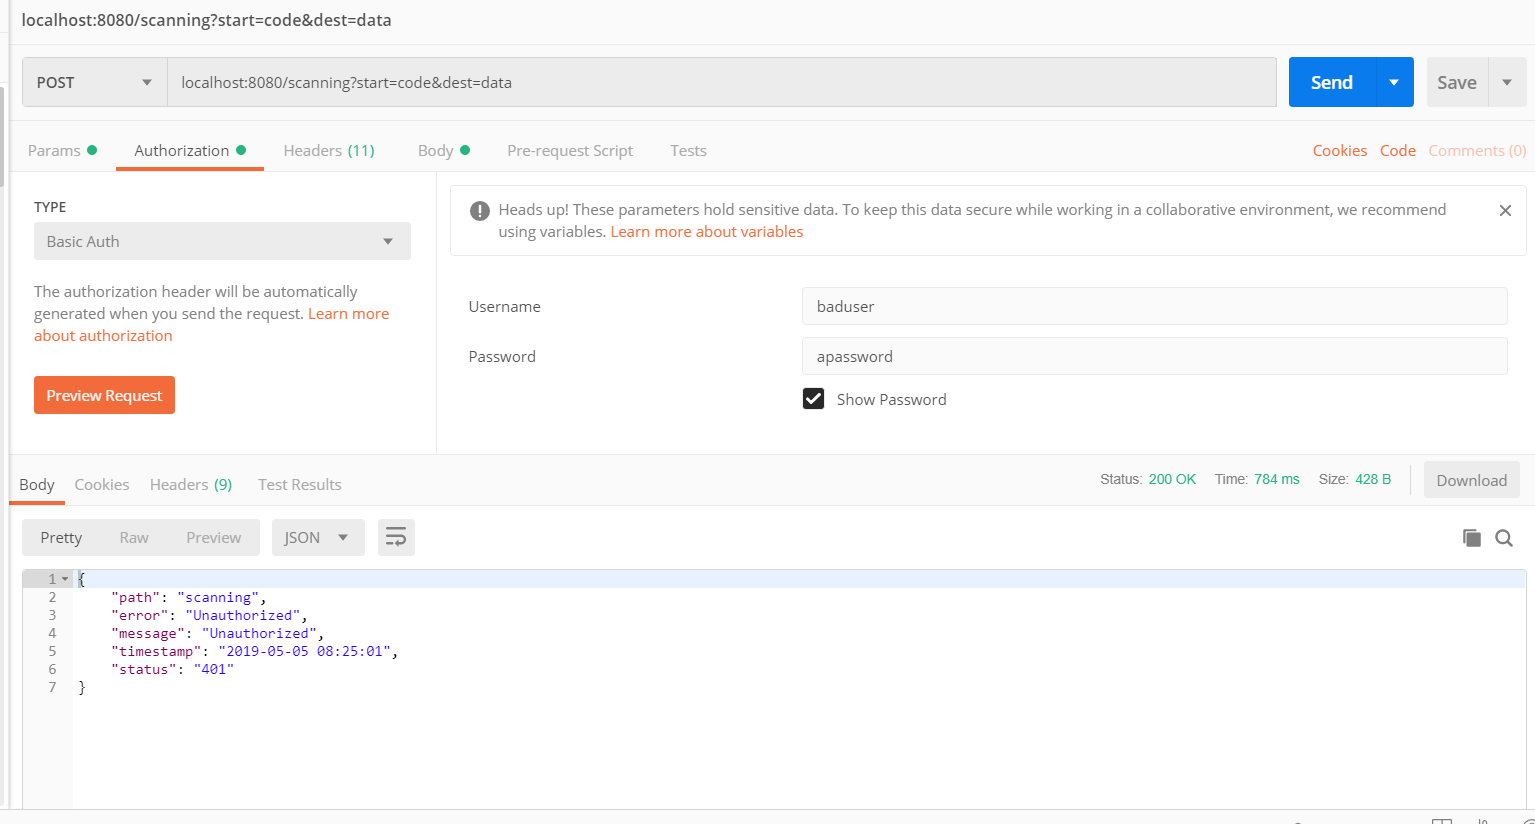 localhost:8080/scanning?start=code&dest=data
POST localhost:8080/scanning?start=code&dest=data Send Save
Params Authorization Headers (11) Body Pre-request Script Tests Cookies Code Comments (0)
TYPE
Basic Auth
The authorization header will be automatically
generated when you send the request. Learn more
about authorization
Preview Request
Heads up! These parameters hold sensitive data. To keep this data secure while working in a collaborative environment, we recommend
using variables. Learn more about variables
Username baduser
Password apassword
Show Password
Body Cookies Headers (9) Test Results Status: 200 OK Time: 784 ms Size: 428 B Download
Pretty Raw Preview JSON
1 {
2 "path": "scanning",
3 "error": "Unauthorized",
4 "message": "Unauthorized",
5 "timestamp": "2019-05-05 08:25:01",
6 "status": "401"
7 }